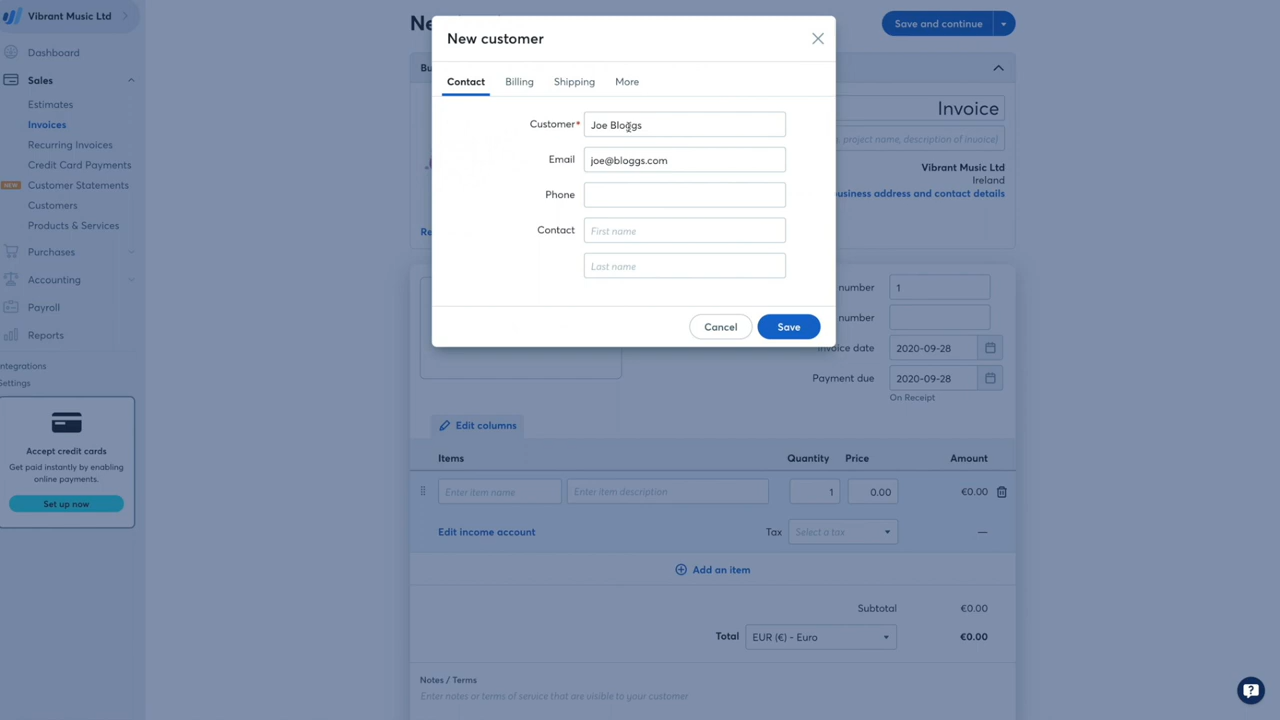 Vibrant Music Ltd
Dashboard
Sales
Estimates
Invoices
Recurring Invoices
Credit Card Payments
NEW Customer Statements
Customers
Products & Services
Purchases
Accounting
Payroll
Reports
Integrations
Settings
Accept credit cards
Get paid instantly by enabling
online payments.
Set up now
Save and continue
New customer
Contact Billing Shipping More
Customer* Joe Bloggs
Email joe@bloggs.com
Phone
Contact First name
Last name
Cancel Save
Invoice
project name, description of invoice)
Vibrant Music Ltd
Ireland
business address and contact details
number 1
number
Invoice date 2020-09-28
Payment due 2020-09-28
On Receipt
Edit columns
Items Quantity Price Amount
Enter item name Enter item description 1 0.00 €0.00
Edit income account Tax Select a tax —
Add an item
Subtotal €0.00
Total EUR (€) - Euro €0.00
Notes / Terms
Enter notes or terms of service that are visible to your customer